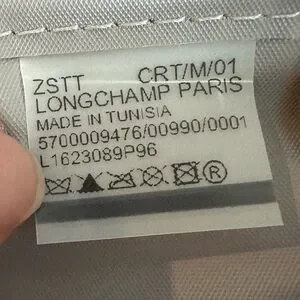 ZSTT CRT/M/01
LONGCHAMP PARIS
MADE IN TUNISIA
5700009476/00990/0001
L1623089P96
®